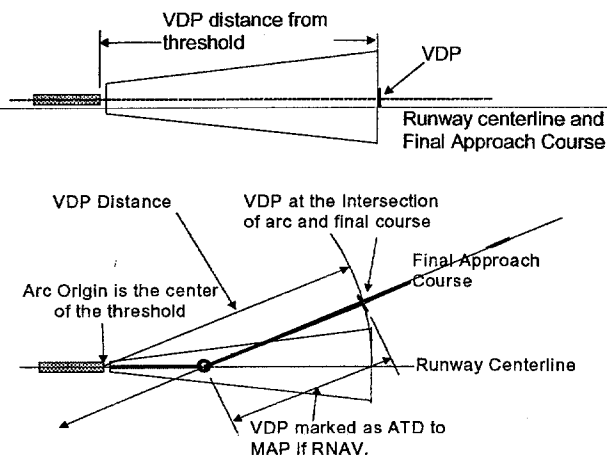 VDP distance from
threshold
VDP
Runway centerline and
Final Approach Course
VDP Distance
VDP at the Intersection
of arc and final course
Final Approach
Course
Arc Origin is the center
of the threshold
Runway Centerline
VDP marked as ATD to
MAP if RNAV.